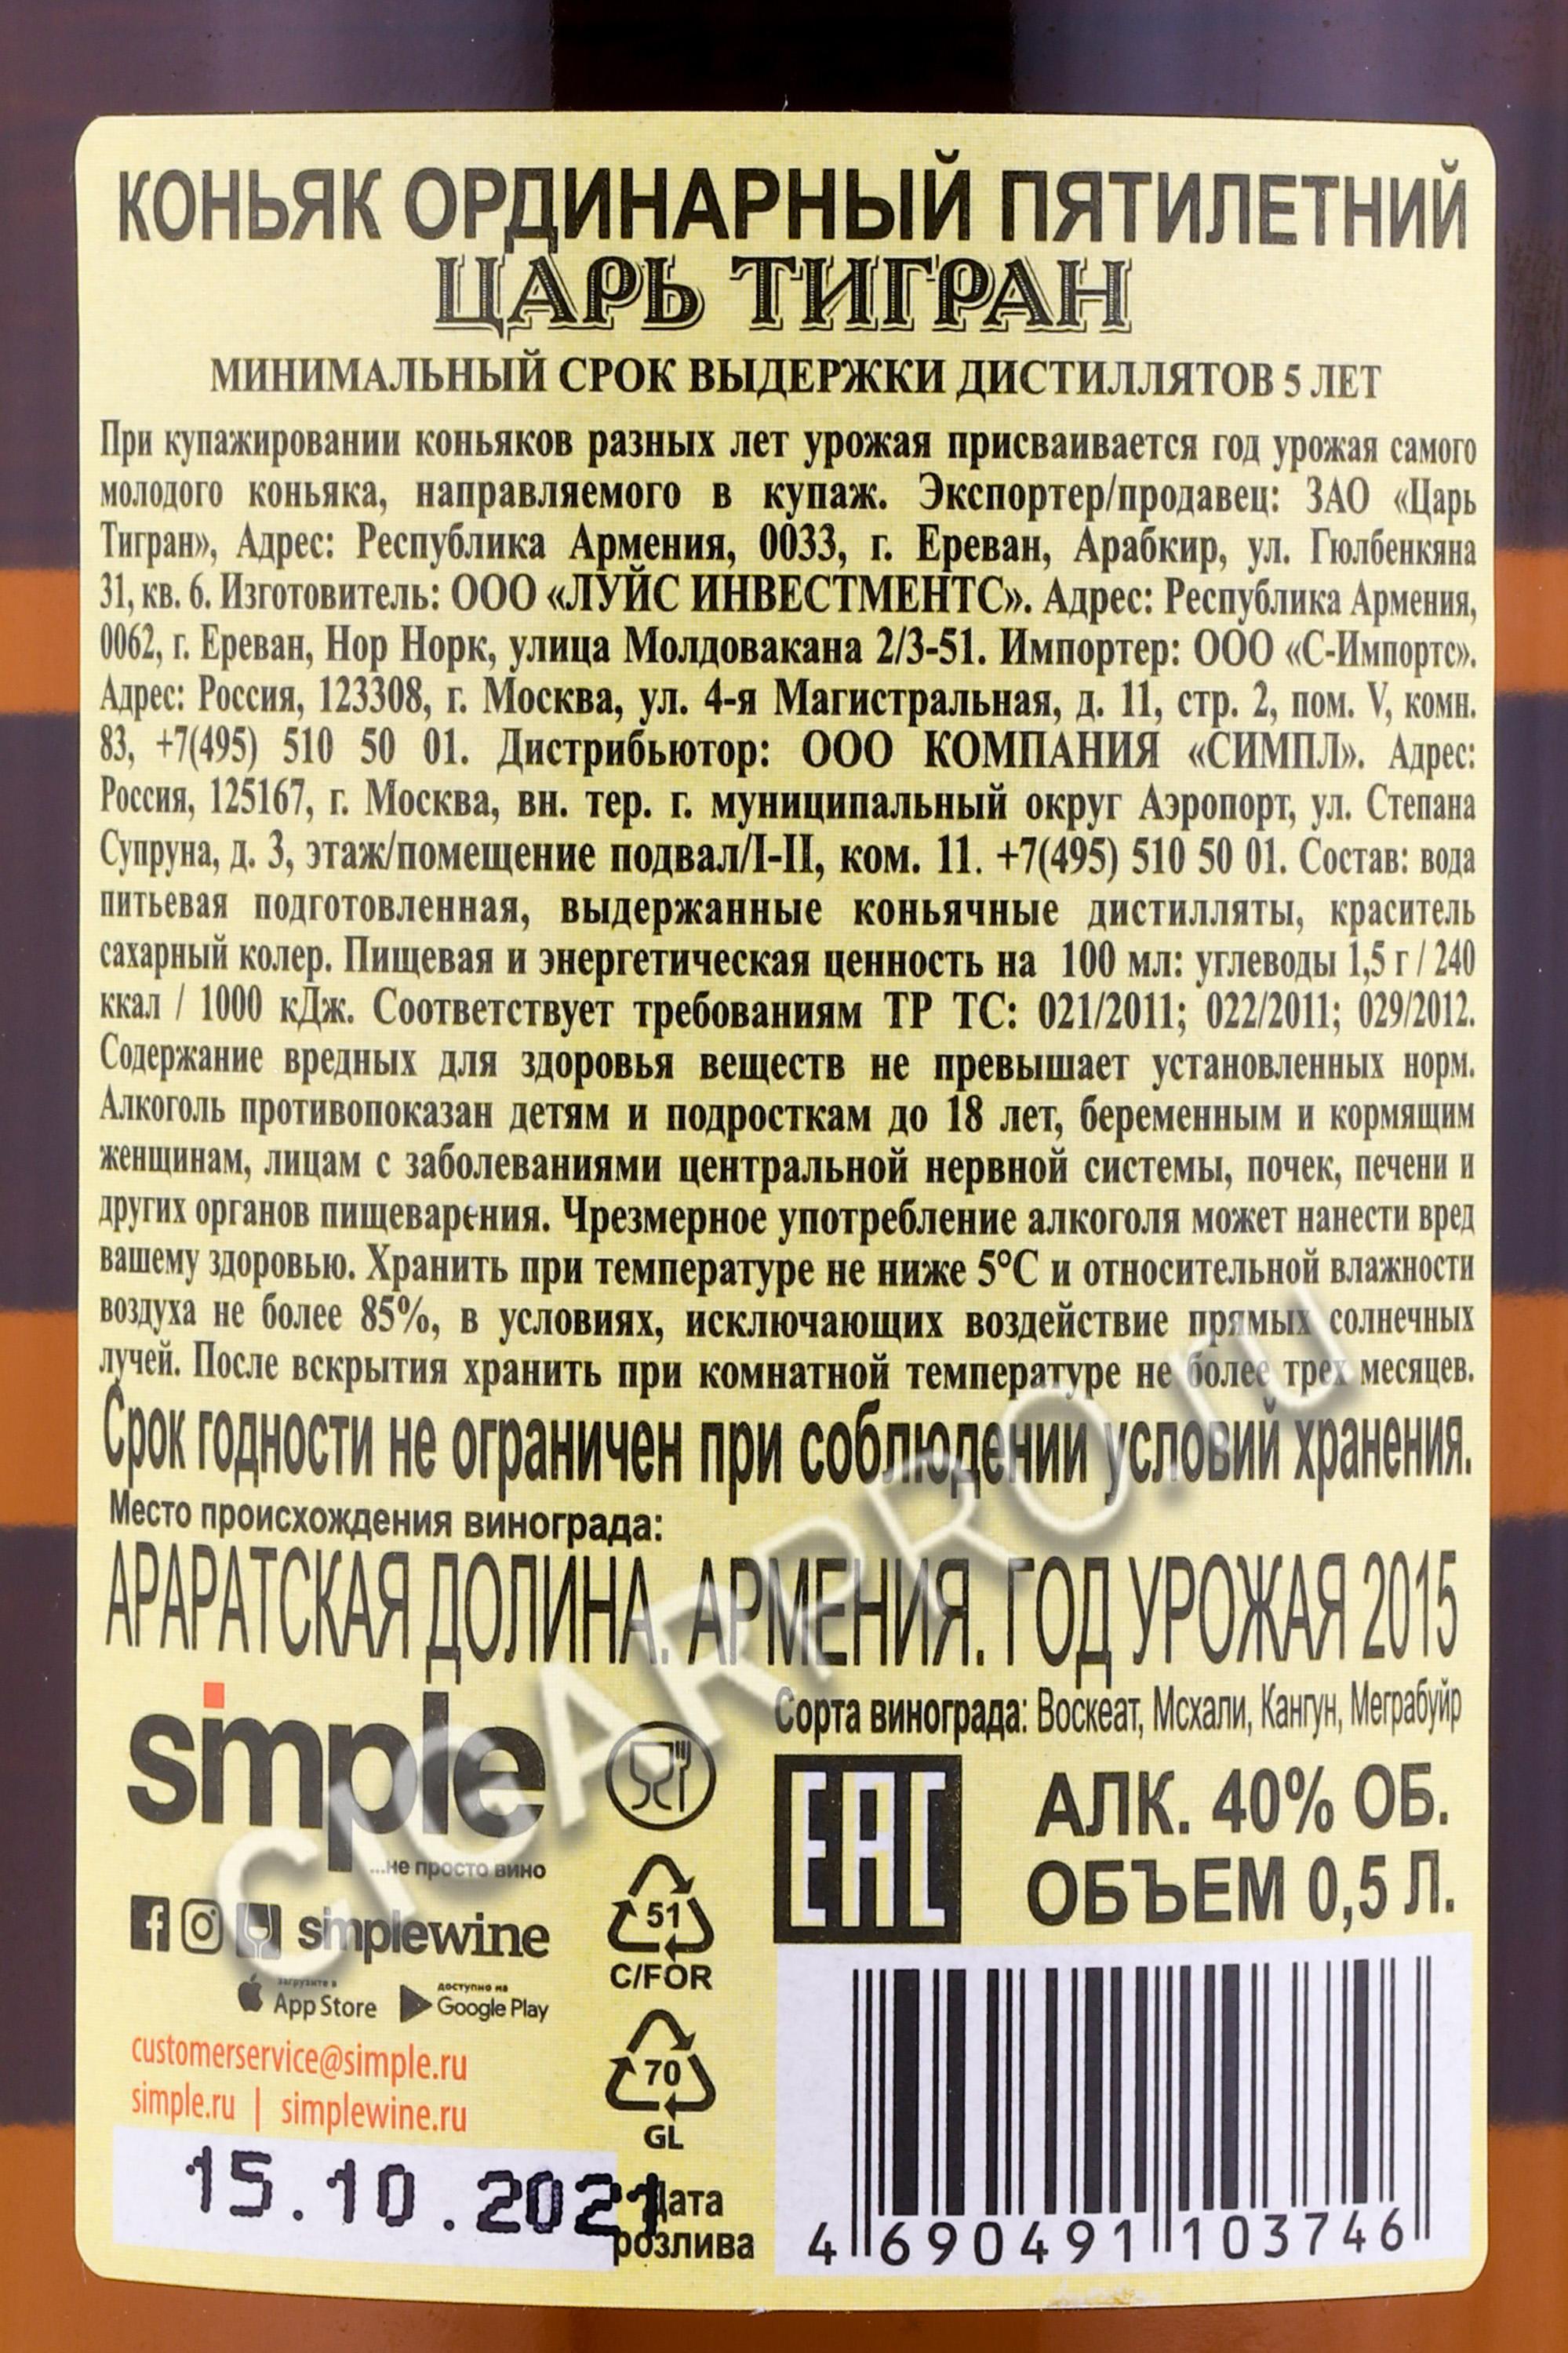 КОНЬЯК ОРДИНАРНЫЙ ПЯТИЛЕТНИЙ
ЦАРЬ ТИГРАН
МИНИМАЛЬНЫЙ СРОК ВЫДЕРЖКИ ДИСТИЛЛЯТОВ 5 ЛЕТ
При купажировании коньяков разных лет урожая присваивается год урожая самого
молодого коньяка, направляемого в купаж. Экспортер/продавец: ЗАО «Царь
Тигран», Адрес: Республика Армения, 0033, г. Ереван, Арабкир, ул. Гюлбенкяна
31, кв. 6. Изготовитель: ООО «ЛУЙС ИНВЕСТМЕНТС». Адрес: Республика Армения,
0062, г. Ереван, Нор Норк, улица Молдовакана 2/3-51. Импортер: ООО «С-Импортс».
Адрес: Россия, 123308, г. Москва, ул. 4-я Магистральная, д. 11, стр. 2, пом. V, комн.
83, +7(495) 510 50 01. Дистрибьютор: ООО КОМПАНИЯ «СИМПЛ». Адрес:
Россия, 125167, г. Москва, вн. тер. г. муниципальный округ Аэропорт, ул. Степана
Супруна, д. 3, этаж/помещение подвал/I-II, ком. 11. +7(495) 510 50 01. Состав: вода
питьевая подготовленная, выдержанные коньячные дистилляты, краситель
сахарный колер. Пищевая и энергетическая ценность на 100 мл: углеводы 1,5 г / 240
ккал / 1000 кДж. Соответствует требованиям ТР ТС: 021/2011; 022/2011; 029/2012.
Содержание вредных для здоровья веществ не превышает установленных норм.
Алкоголь противопоказан детям и подросткам до 18 лет, беременным и кормящим
женщинам, лицам с заболеваниями центральной нервной системы, почек, печени и
других органов пищеварения. Чрезмерное употребление алкоголя может нанести вред
вашему здоровью. Хранить при температуре не ниже 5°С и относительной влажности
воздуха не более 85%, в условиях, исключающих воздействие прямых солнечных
лучей. После вскрытия хранить при комнатной температуре не более трех месяцев.
Срок годности не ограничен при соблюдении условий хранения.
Место происхождения винограда:
АРАРАТСКАЯ ДОЛИНА. АРМЕНИЯ. ГОД УРОЖАЯ 2015
Сорта винограда: Воскеат, Мсхали, Кангун, Меграбуйр
simple
...не просто вино
simplewine
загрузите в
App Store
доступно на
Google Play
customerservice@simple.ru
simple.ru | simplewine.ru
51
C/FOR
70
GL
EAC
АЛК. 40% ОБ.
ОБЪЕМ 0,5 Л.
15.10.2021
Дата
розлива
4 690491 103746
CIGARPRO.ru